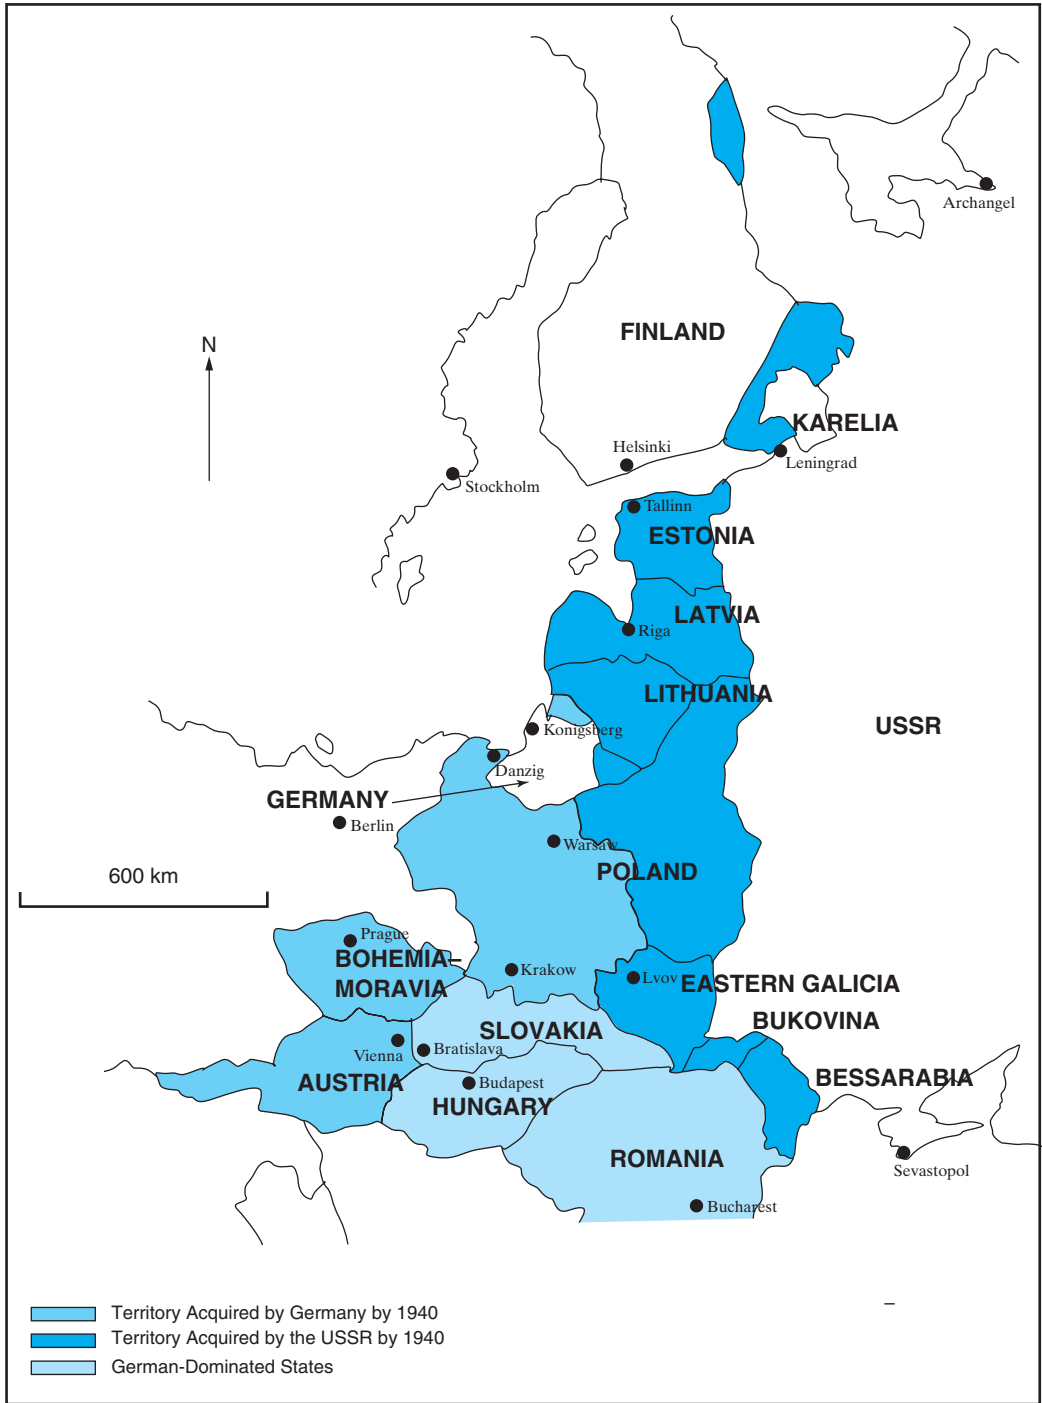 Archangel
N
FINLAND
KARELIA
Helsinki
Leningrad
Stockholm
Tallinn
ESTONIA
LATVIA
Riga
LITHUANIA
USSR
Konigsberg
Danzig
GERMANY
Berlin
Warsaw
POLAND
600 km
Prague
BOHEMIA–
MORAVIA
Krakow
Lvov
EASTERN GALICIA
BUKOVINA
SLOVAKIA
Vienna
Bratislava
BESSARABIA
AUSTRIA
Budapest
HUNGARY
ROMANIA
Sevastopol
Bucharest
Territory Acquired by Germany by 1940
Territory Acquired by the USSR by 1940
German-Dominated States
–